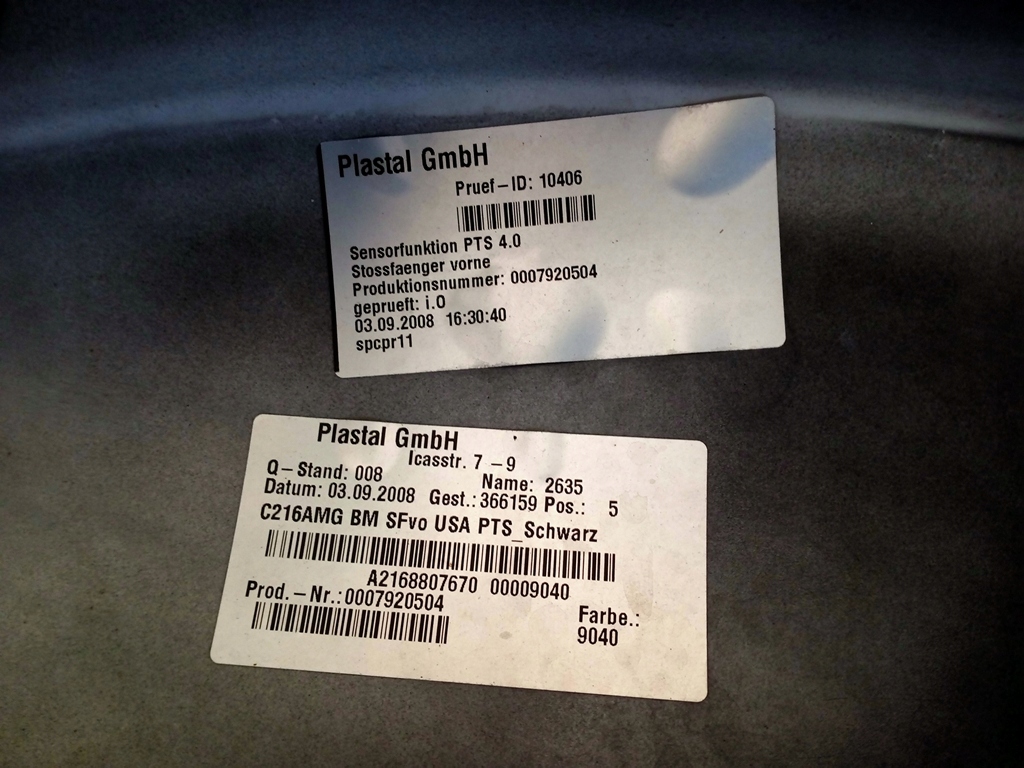 Plastal GmbH
Pruef-ID: 10406
Sensorfunktion PTS 4.0
Stossfaenger vorne
Produktionsnummer: 0007920504
geprueft: i.O
03.09.2008 16:30:40
spcpr11
Plastal GmbH
Icasstr. 7 -9
Q-Stand: 008 Name: 2635
Datum: 03.09.2008 Gest.: 366159 Pos.: 5
C216AMG BM SFvo USA PTS_Schwarz
A2168807670 00009040
Prod.-Nr.:0007920504 Farbe.:
9040